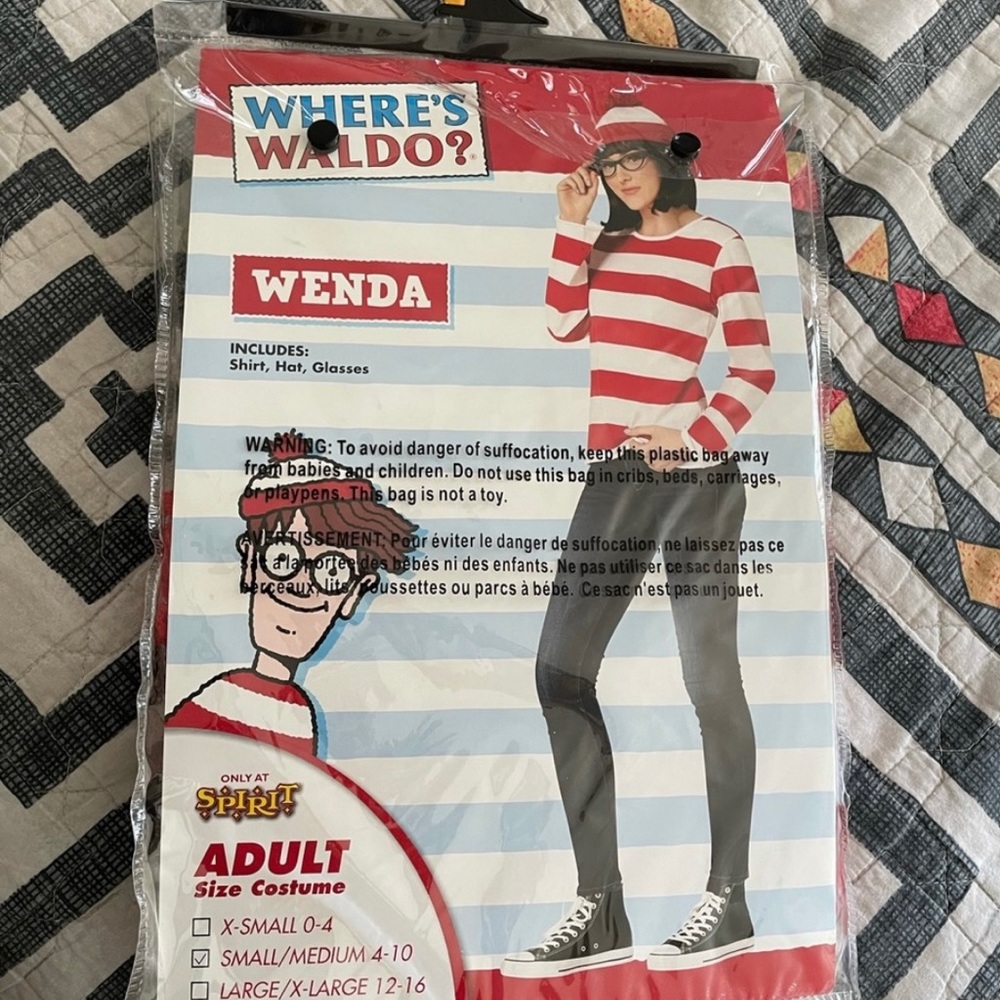 WHERE'S
WALDO?®
WENDA
INCLUDES:
Shirt, Hat, Glasses
WARNING: To avoid danger of suffocation, keep this plastic bag away
from babies and children. Do not use this bag in cribs, beds, carriages,
or playpens. This bag is not a toy.
AVERTISSEMENT: Pour éviter le danger de suffocation, ne laissez pas ce
sac à la portée des bébés ni des enfants. Ne pas utiliser ce sac dans les
berceaux, lits, poussettes ou parcs à bébé. Ce sac n'est pas un jouet.
ONLY AT
SPIRIT
ADULT
Size Costume
X-SMALL 0-4
SMALL/MEDIUM 4-10
LARGE/X-LARGE 12-16